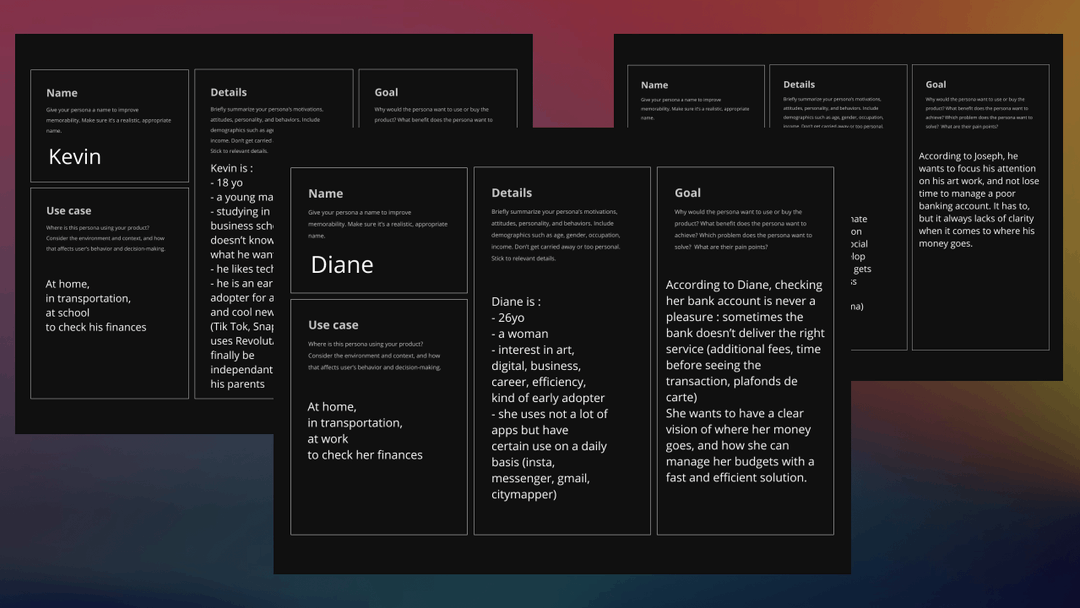 Name
Give your persona a name to improve
memorability. Make sure it's a realistic, appropriate
name.
Kevin
Use case
Where is this persona using your product?
Consider the environment and context, and how
that affects user's behavior and decision-making.
At home,
in transportation,
at school
to check his finances
Details
Briefly summarize your persona's motivations,
attitudes, personality, and behaviors. Include
demographics such as ag
income. Don't get carried
Stick to relevant details.
Kevin is :
- 18 yo
- a young ma
- studying in
business sch
doesn't know
what he wan
- he likes tech
- he is an ear
adopter for a
and cool new
(Tik Tok, Snap
uses Revolut
finally be
independant
his parents
Goal
Why would the persona want to use or buy the
product? What benefit does the persona want to
Name
Give your persona a name to improve
memorability. Make sure it's a realistic, appropriate
name.
Diane
Use case
Where is this persona using your product?
Consider the environment and context, and how
that affects user's behavior and decision-making.
At home,
in transportation,
at work
to check her finances
Details
Briefly summarize your persona's motivations,
attitudes, personality, and behaviors. Include
demographics such as age, gender, occupation,
income. Don't get carried away or too personal.
Stick to relevant details.
Diane is :
- 26yo
- a woman
- interest in art,
digital, business,
career, efficiency,
kind of early adopter
- she uses not a lot of
apps but have
certain use on a daily
basis (insta,
messenger, gmail,
citymapper)
Goal
Why would the persona want to use or buy the
product? What benefit does the persona want to
achieve? Which problem does the persona want to
solve? What are their pain points?
According to Diane, checking
her bank account is never a
pleasure : sometimes the
bank doesn't deliver the right
service (additional fees, time
before seeing the
transaction, plafonds de
carte)
She wants to have a clear
vision of where her money
goes, and how she can
manage her budgets with a
fast and efficient solution.
Name
Give your persona a name to improve
memorability. Make sure it's a realistic, appropriate
name.
Details
Briefly summarize your persona's motivations,
attitudes, personality, and behaviors. Include
demographics such as age, gender, occupation,
income. Don't get carried away or too personal.
nate
on
ocial
lop
gets
ss
na)
Goal
Why would the persona want to use or buy the
product? What benefit does the persona want to
achieve? Which problem does the persona want to
solve? What are their pain points?
According to Joseph, he
wants to focus his attention
on his art work, and not lose
time to manage a poor
banking account. It has to,
but it always lacks of clarity
when it comes to where his
money goes.